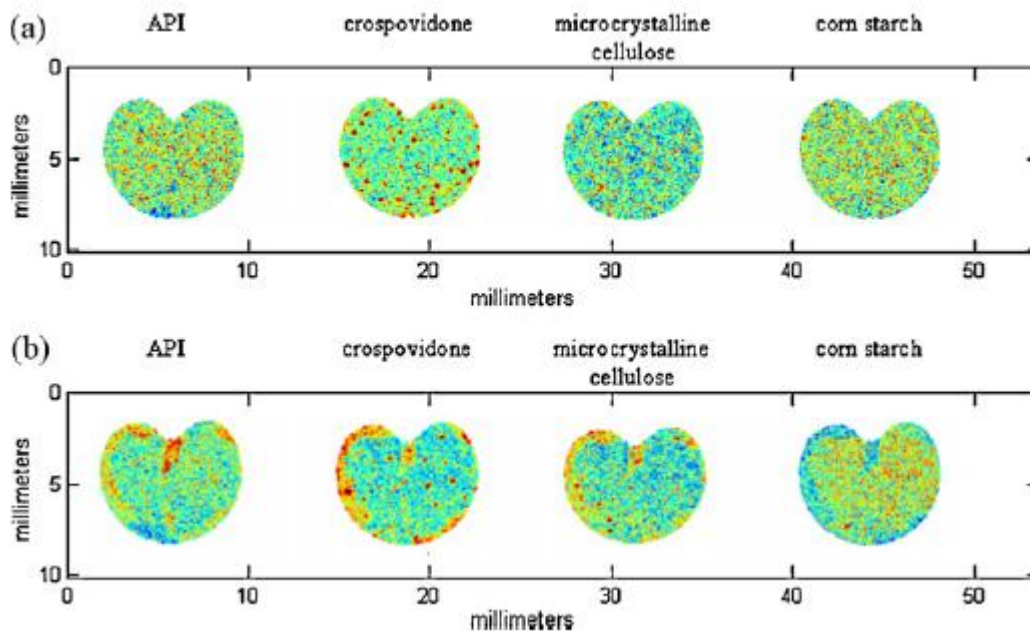 (a)
API
crospovidone
microcrystalline
cellulose
corn starch
0
5
10
millimeters
0
10
20
30
40
50
millimeters
(b)
API
crospovidone
microcrystalline
cellulose
corn starch
0
5
10
millimeters
0
10
20
30
40
50
millimeters